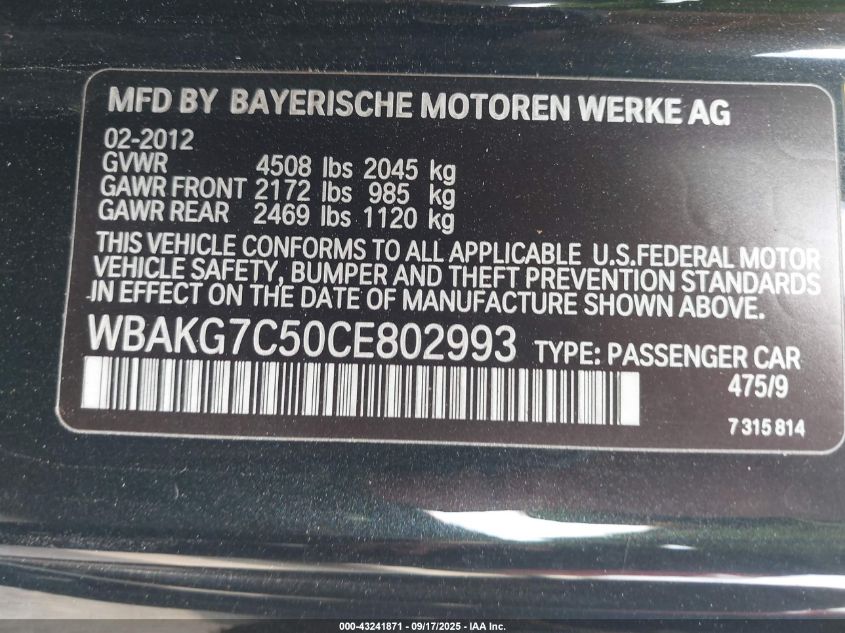 MFD BY BAYERISCHE MOTOREN WERKE AG
02-2012
GVWR 4508 lbs 2045 kg
GAWR FRONT 2172 lbs 985 kg
GAWR REAR 2469 lbs 1120 kg
THIS VEHICLE CONFORMS TO ALL APPLICABLE U.S.FEDERAL MOTOR
VEHICLE SAFETY, BUMPER AND THEFT PREVENTION STANDARDS
IN EFFECT ON THE DATE OF MANUFACTURE SHOWN ABOVE.
WBAKG7C50CE802993 TYPE: PASSENGER CAR
475/9
7 315 814
000-43241871 - 09/17/2025 - IAA Inc.